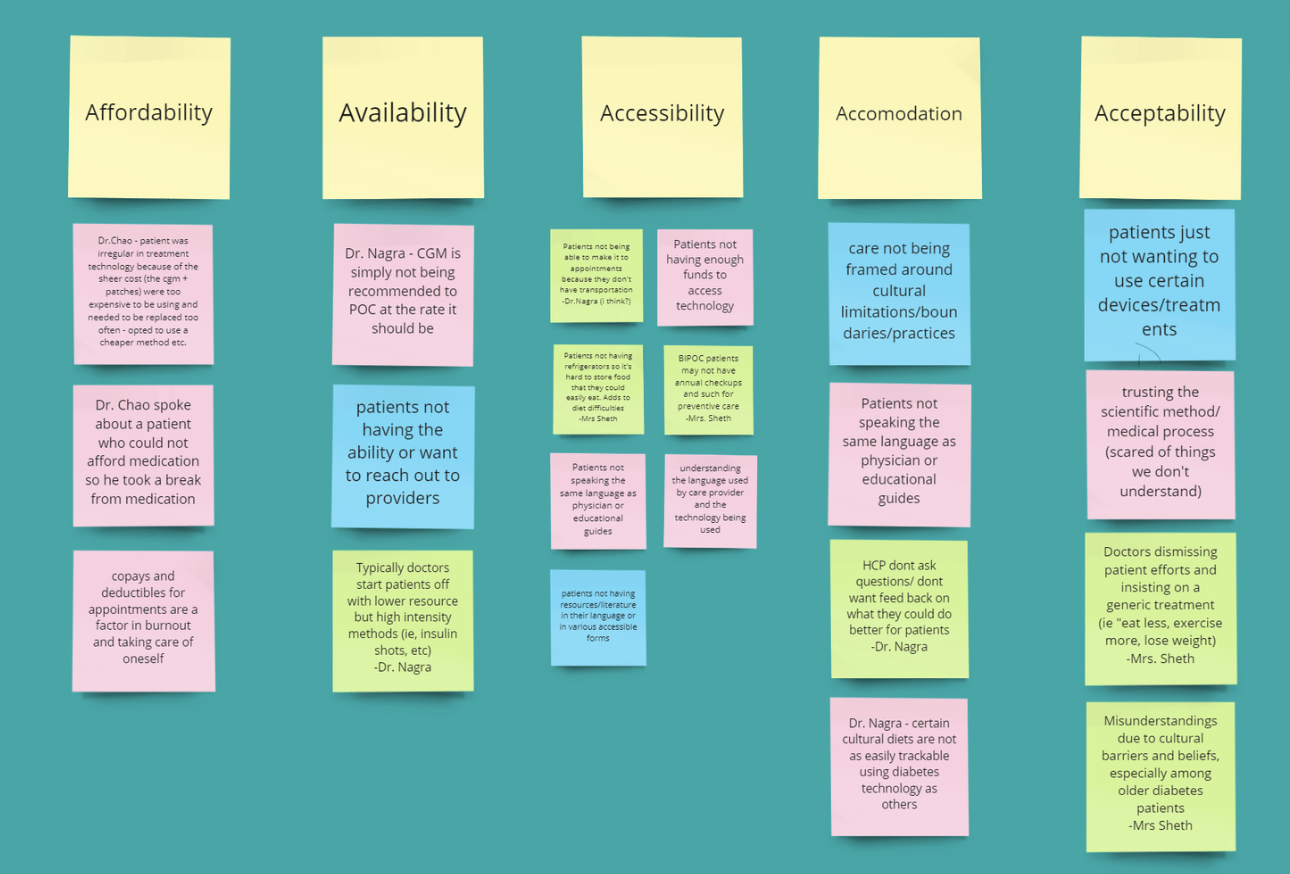 Affordability
Availability
Accessibility
Accomodation
Acceptability
Dr.Chao - patient was
irregular in treatment
technology because of the
sheer cost (the cgm +
patches) were too
expensive to be using and
needed to be replaced too
often - opted to use a
cheaper method etc.
Dr. Chao spoke
about a patient
who could not
afford medication
so he took a break
from medication
copays and
deductibles for
appointments are a
factor in burnout
and taking care of
oneself
Dr. Nagra - CGM is
simply not being
recommended to
POC at the rate it
should be
patients not
having the
ability or want
to reach out to
providers
Typically doctors
start patients off
with lower resource
but high intensity
methods (ie, insulin
shots, etc)
-Dr. Nagra
Patients not being
able to make it to
appointments
because they don't
have transportation
-Dr.Nagra (i think?)
Patients not
having enough
funds to
access
technology
Patients not having
refrigerators so it's
hard to store food
that they could
easily eat. Adds to
diet difficulties
-Mrs Sheth
BIPOC patients
may not have
annual checkups
and such for
preventive care
-Mrs. Sheth
Patients not
speaking the
same language as
physician or
educational
guides
understanding
the language used
by care provider
and the
technology being
used
patients not having
resources/literature
in their language or
in various accessible
forms
care not being
framed around
cultural
limitations/boun
daries/practices
Patients not
speaking the
same language as
physician or
educational
guides
HCP dont ask
questions/ dont
want feed back on
what they could do
better for patients
-Dr. Nagra
Dr. Nagra - certain
cultural diets are not
as easily trackable
using diabetes
technology as
others
patients just
not wanting to
use certain
devices/treatm
ents
trusting the
scientific method/
medical process
(scared of things
we don't
understand)
Doctors dismissing
patient efforts and
insisting on a
generic treatment
(ie "eat less, exercise
more, lose weight)
-Mrs. Sheth
Misunderstandings
due to cultural
barriers and beliefs,
especially among
older diabetes
patients
-Mrs Sheth